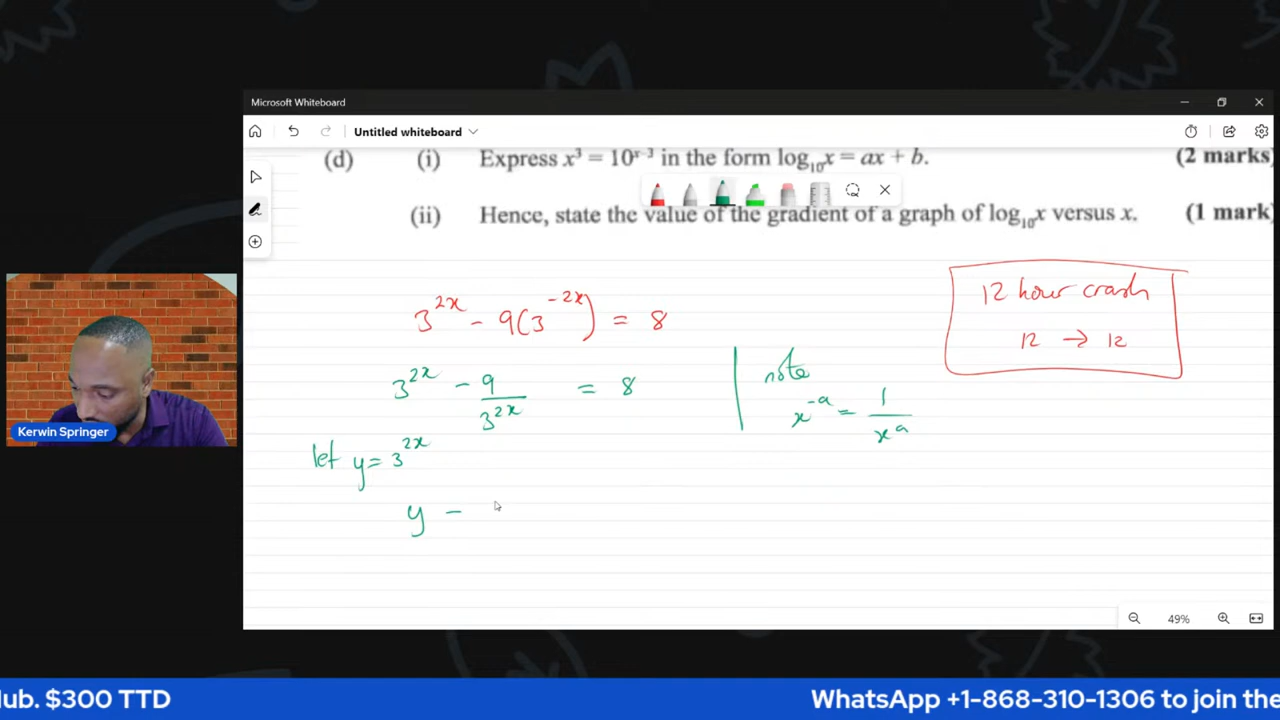 Microsoft Whiteboard
Untitled whiteboard
(d) (i) Express x³ = 10ˣ⁻³ in the form log₁₀x = ax + b. (2 marks)
(ii) Hence, state the value of the gradient of a graph of log₁₀x versus x. (1 mark)
12 hour crash
12 → 12
3²ˣ - 9(3⁻²ˣ) = 8
3²ˣ - 9/3²ˣ = 8
note
x⁻ᵃ = 1/xᵃ
let y = 3²ˣ
y -
Kerwin Springer
49%
$300 TTD
WhatsApp +1-868-310-1306 to join the